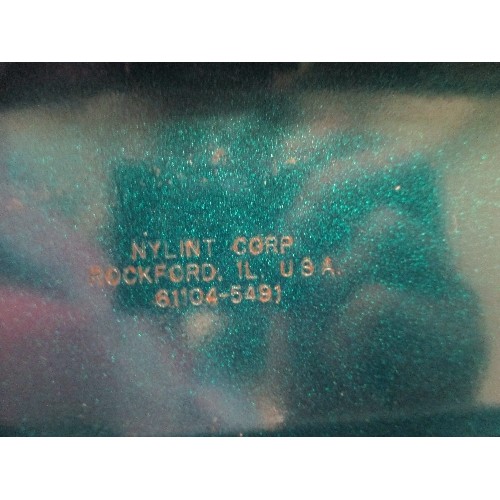 NYLINT CORP
ROCKFORD, IL. U.S.A.
61104-5491